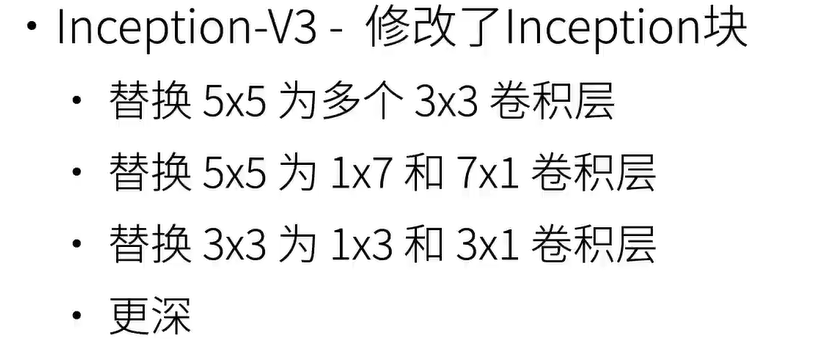 • Inception-V3 - 修改了Inception块
• 替换 5x5 为多个 3x3 卷积层
• 替换 5x5 为 1x7 和 7x1 卷积层
• 替换 3x3 为 1x3 和 3x1 卷积层
• 更深